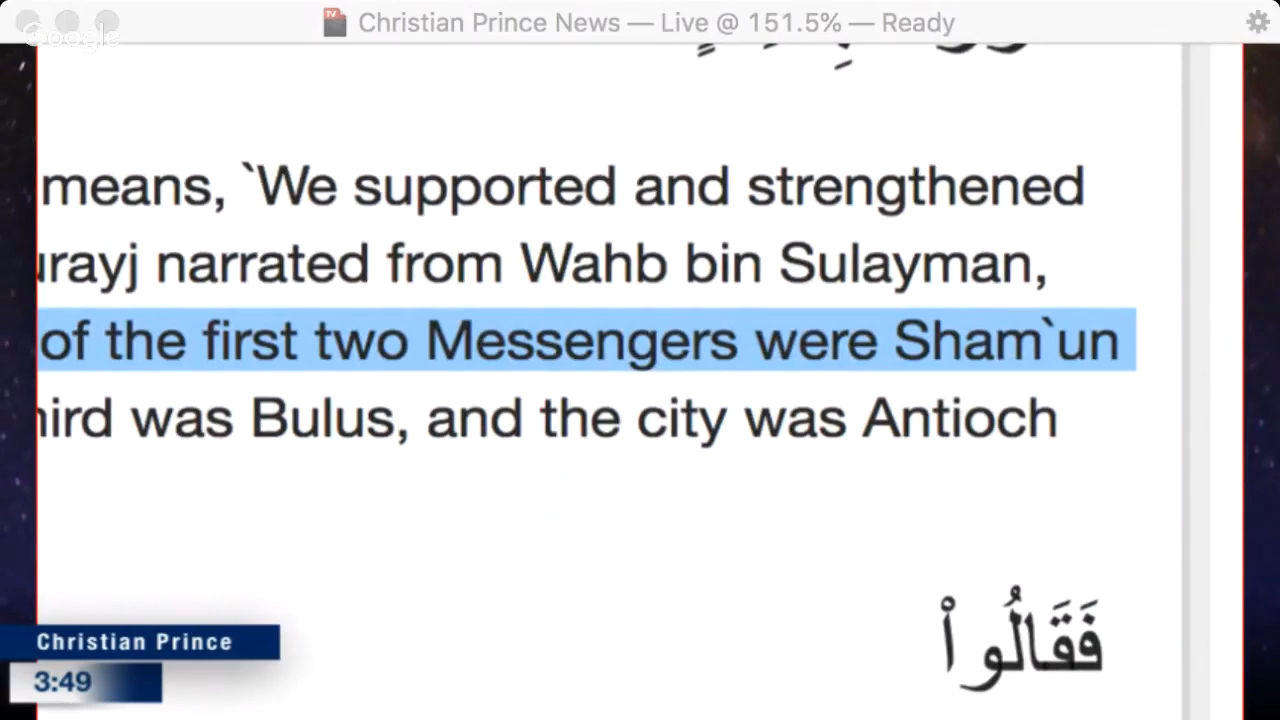 Christian Prince News — Live @ 151.5% — Ready
Google
means, `We supported and strengthened
urayj narrated from Wahb bin Sulayman,
of the first two Messengers were Sham`un
hird was Bulus, and the city was Antioch
فَقَالُواْ
Christian Prince
3:49